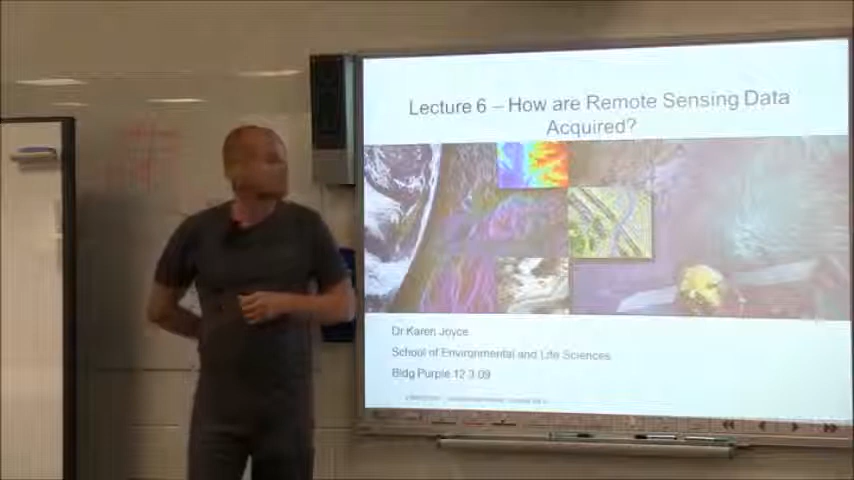 Lecture 6 – How are Remote Sensing Data
Acquired?
Dr Karen Joyce
School of Environmental and Life Sciences
Bldg Purple 12.3.09